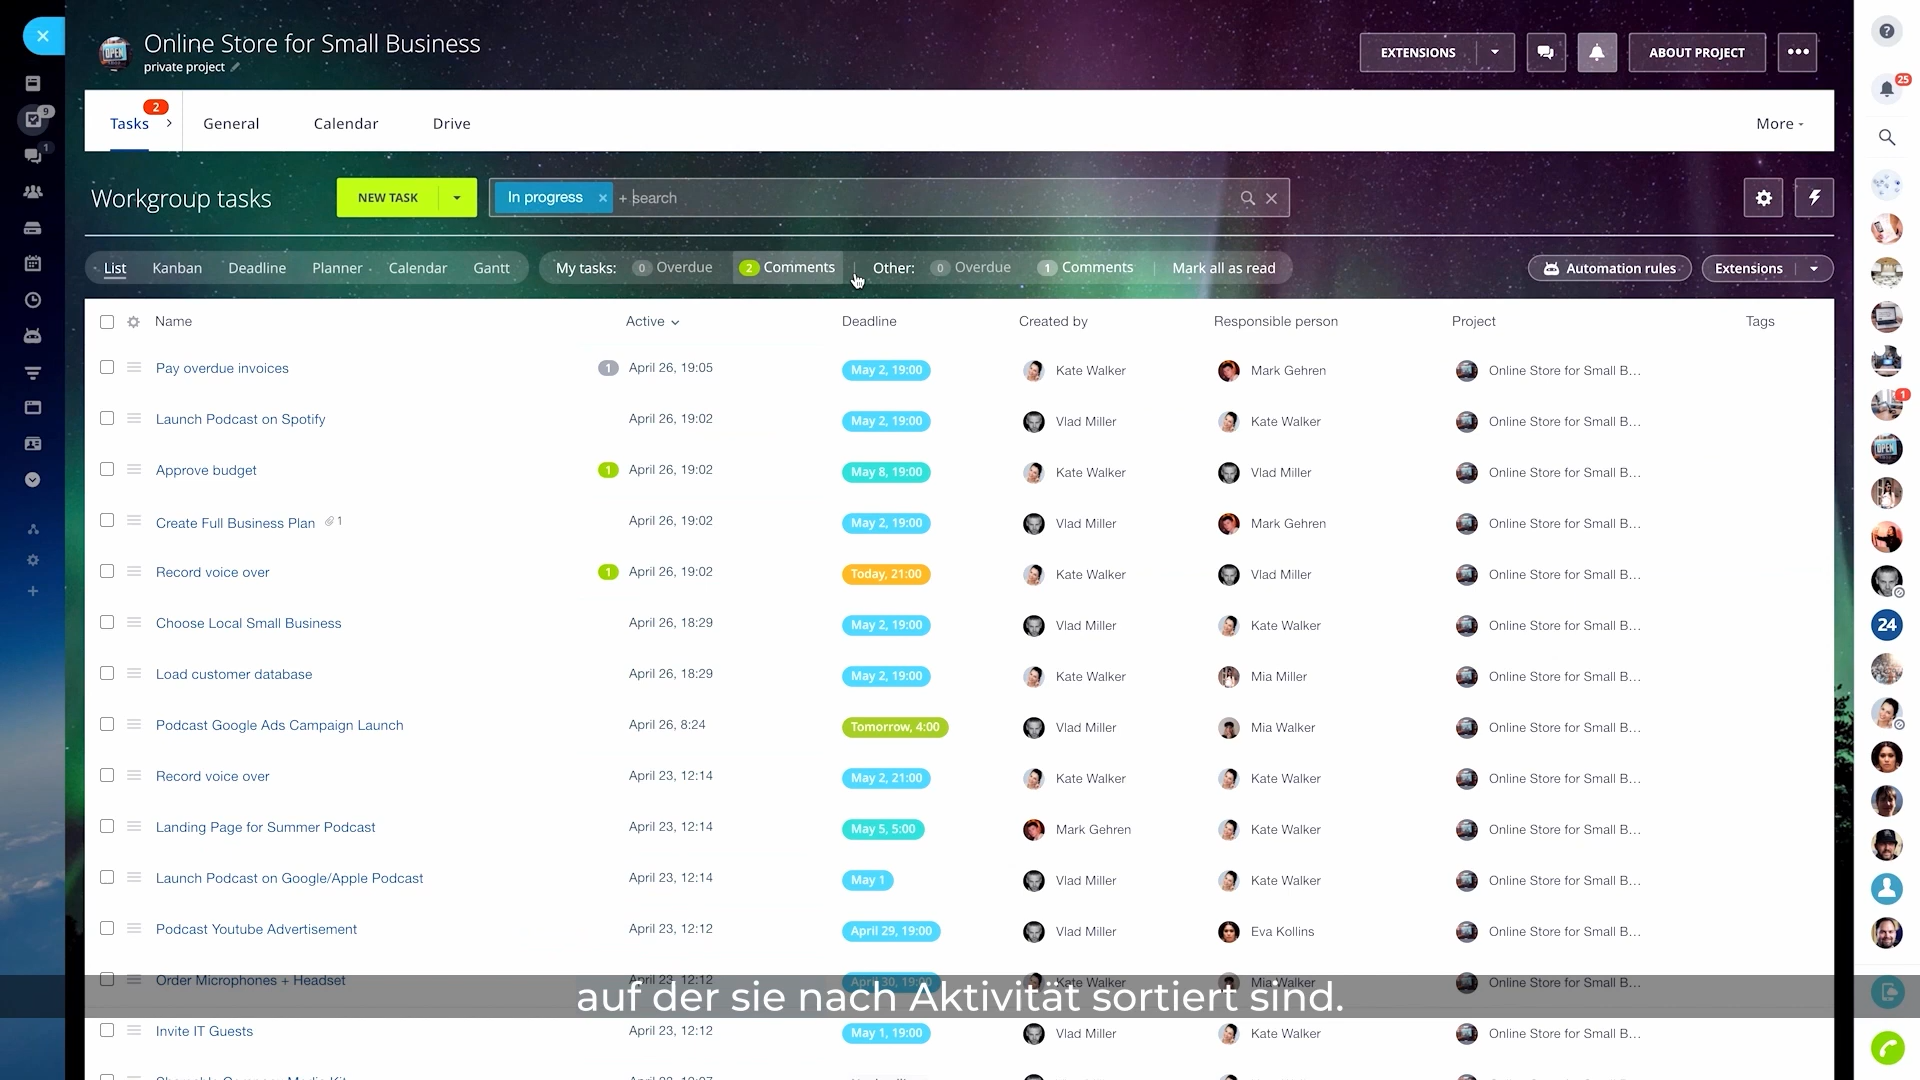 Online Store for Small Business
private project
EXTENSIONS
ABOUT PROJECT
25
9
1
Tasks 2
General
Calendar
Drive
More
Workgroup tasks
NEW TASK
In progress × + search
List Kanban Deadline Planner Calendar Gantt
My tasks: 0 Overdue 2 Comments Other: 0 Overdue 1 Comments Mark all as read
Automation rules
Extensions
Name Active Deadline Created by Responsible person Project Tags
Pay overdue invoices 1 April 26, 19:05 May 2, 19:00 Kate Walker Mark Gehren Online Store for Small B...
Launch Podcast on Spotify April 26, 19:02 May 2, 19:00 Vlad Miller Kate Walker Online Store for Small B...
1
Approve budget 1 April 26, 19:02 May 8, 19:00 Kate Walker Vlad Miller Online Store for Small B...
Create Full Business Plan 1 April 26, 19:02 May 2, 19:00 Vlad Miller Mark Gehren Online Store for Small B...
Record voice over 1 April 26, 19:02 Today, 21:00 Kate Walker Vlad Miller Online Store for Small B...
Choose Local Small Business April 26, 18:29 May 2, 19:00 Vlad Miller Kate Walker Online Store for Small B...
24
Load customer database April 26, 18:29 May 2, 19:00 Kate Walker Mia Miller Online Store for Small B...
Podcast Google Ads Campaign Launch April 26, 8:24 Tomorrow, 4:00 Vlad Miller Mia Walker Online Store for Small B...
Record voice over April 23, 12:14 May 2, 21:00 Kate Walker Kate Walker Online Store for Small B...
Landing Page for Summer Podcast April 23, 12:14 May 5, 5:00 Mark Gehren Kate Walker Online Store for Small B...
Launch Podcast on Google/Apple Podcast April 23, 12:14 May 1 Vlad Miller Kate Walker Online Store for Small B...
Podcast Youtube Advertisement April 23, 12:12 April 29, 19:00 Vlad Miller Eva Kollins Online Store for Small B...
Order Microphones + Headset April 23, 12:12 April 30, 19:00 Kate Walker Mia Walker Online Store for Small B...
auf der sie nach Aktivität sortiert sind.
Invite IT Guests April 23, 12:12 May 1, 19:00 Vlad Miller Kate Walker Online Store for Small B...